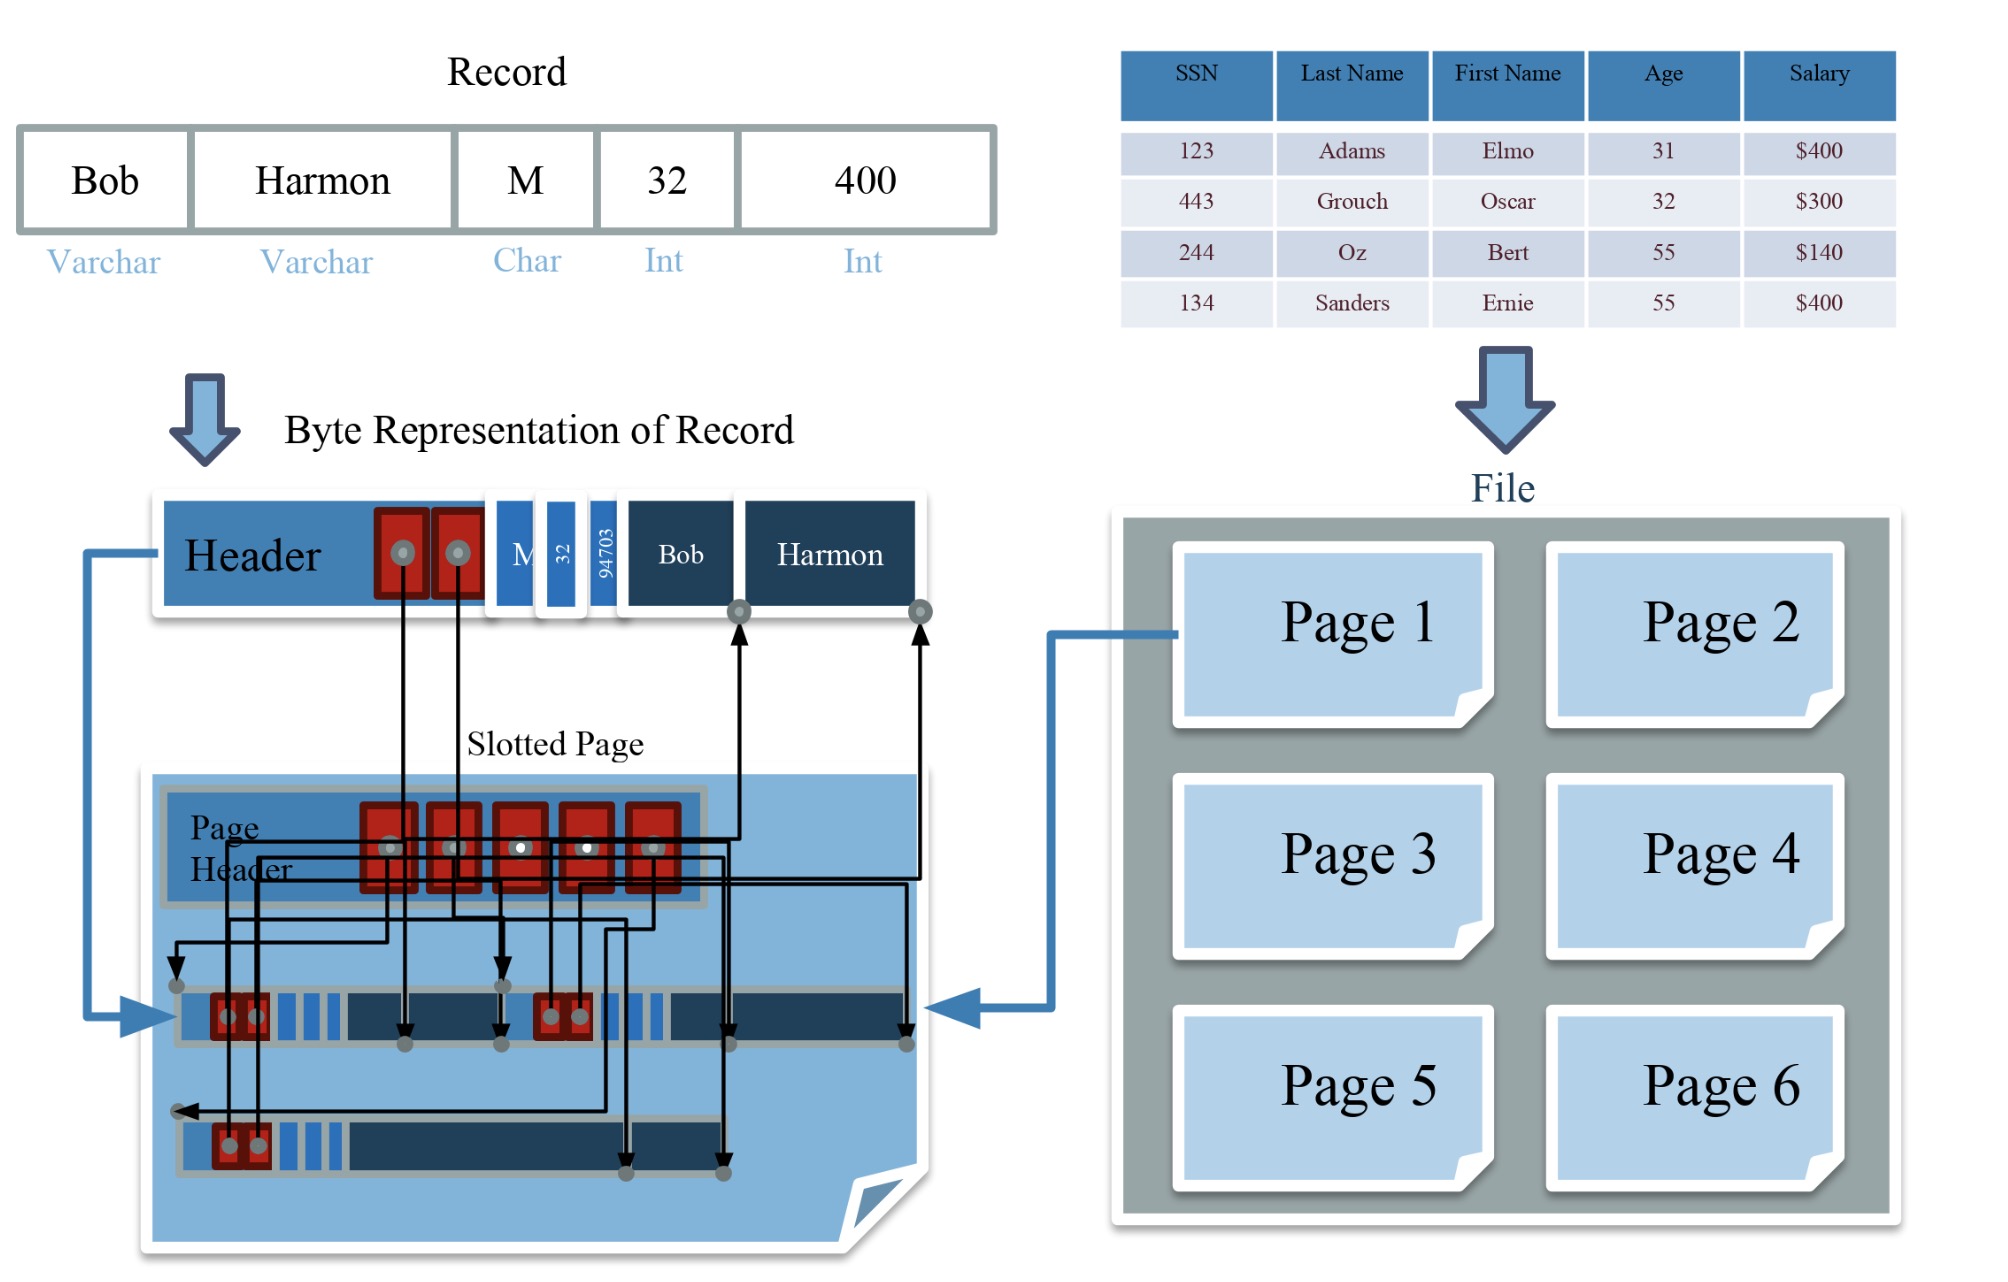 Record
Bob Harmon M 32 400
Varchar Varchar Char Int Int
Byte Representation of Record
Header M 32 94703 Bob Harmon
Slotted Page
Page
Header
SSN Last Name First Name Age Salary
123 Adams Elmo 31 $400
443 Grouch Oscar 32 $300
244 Oz Bert 55 $140
134 Sanders Ernie 55 $400
File
Page 1 Page 2
Page 3 Page 4
Page 5 Page 6